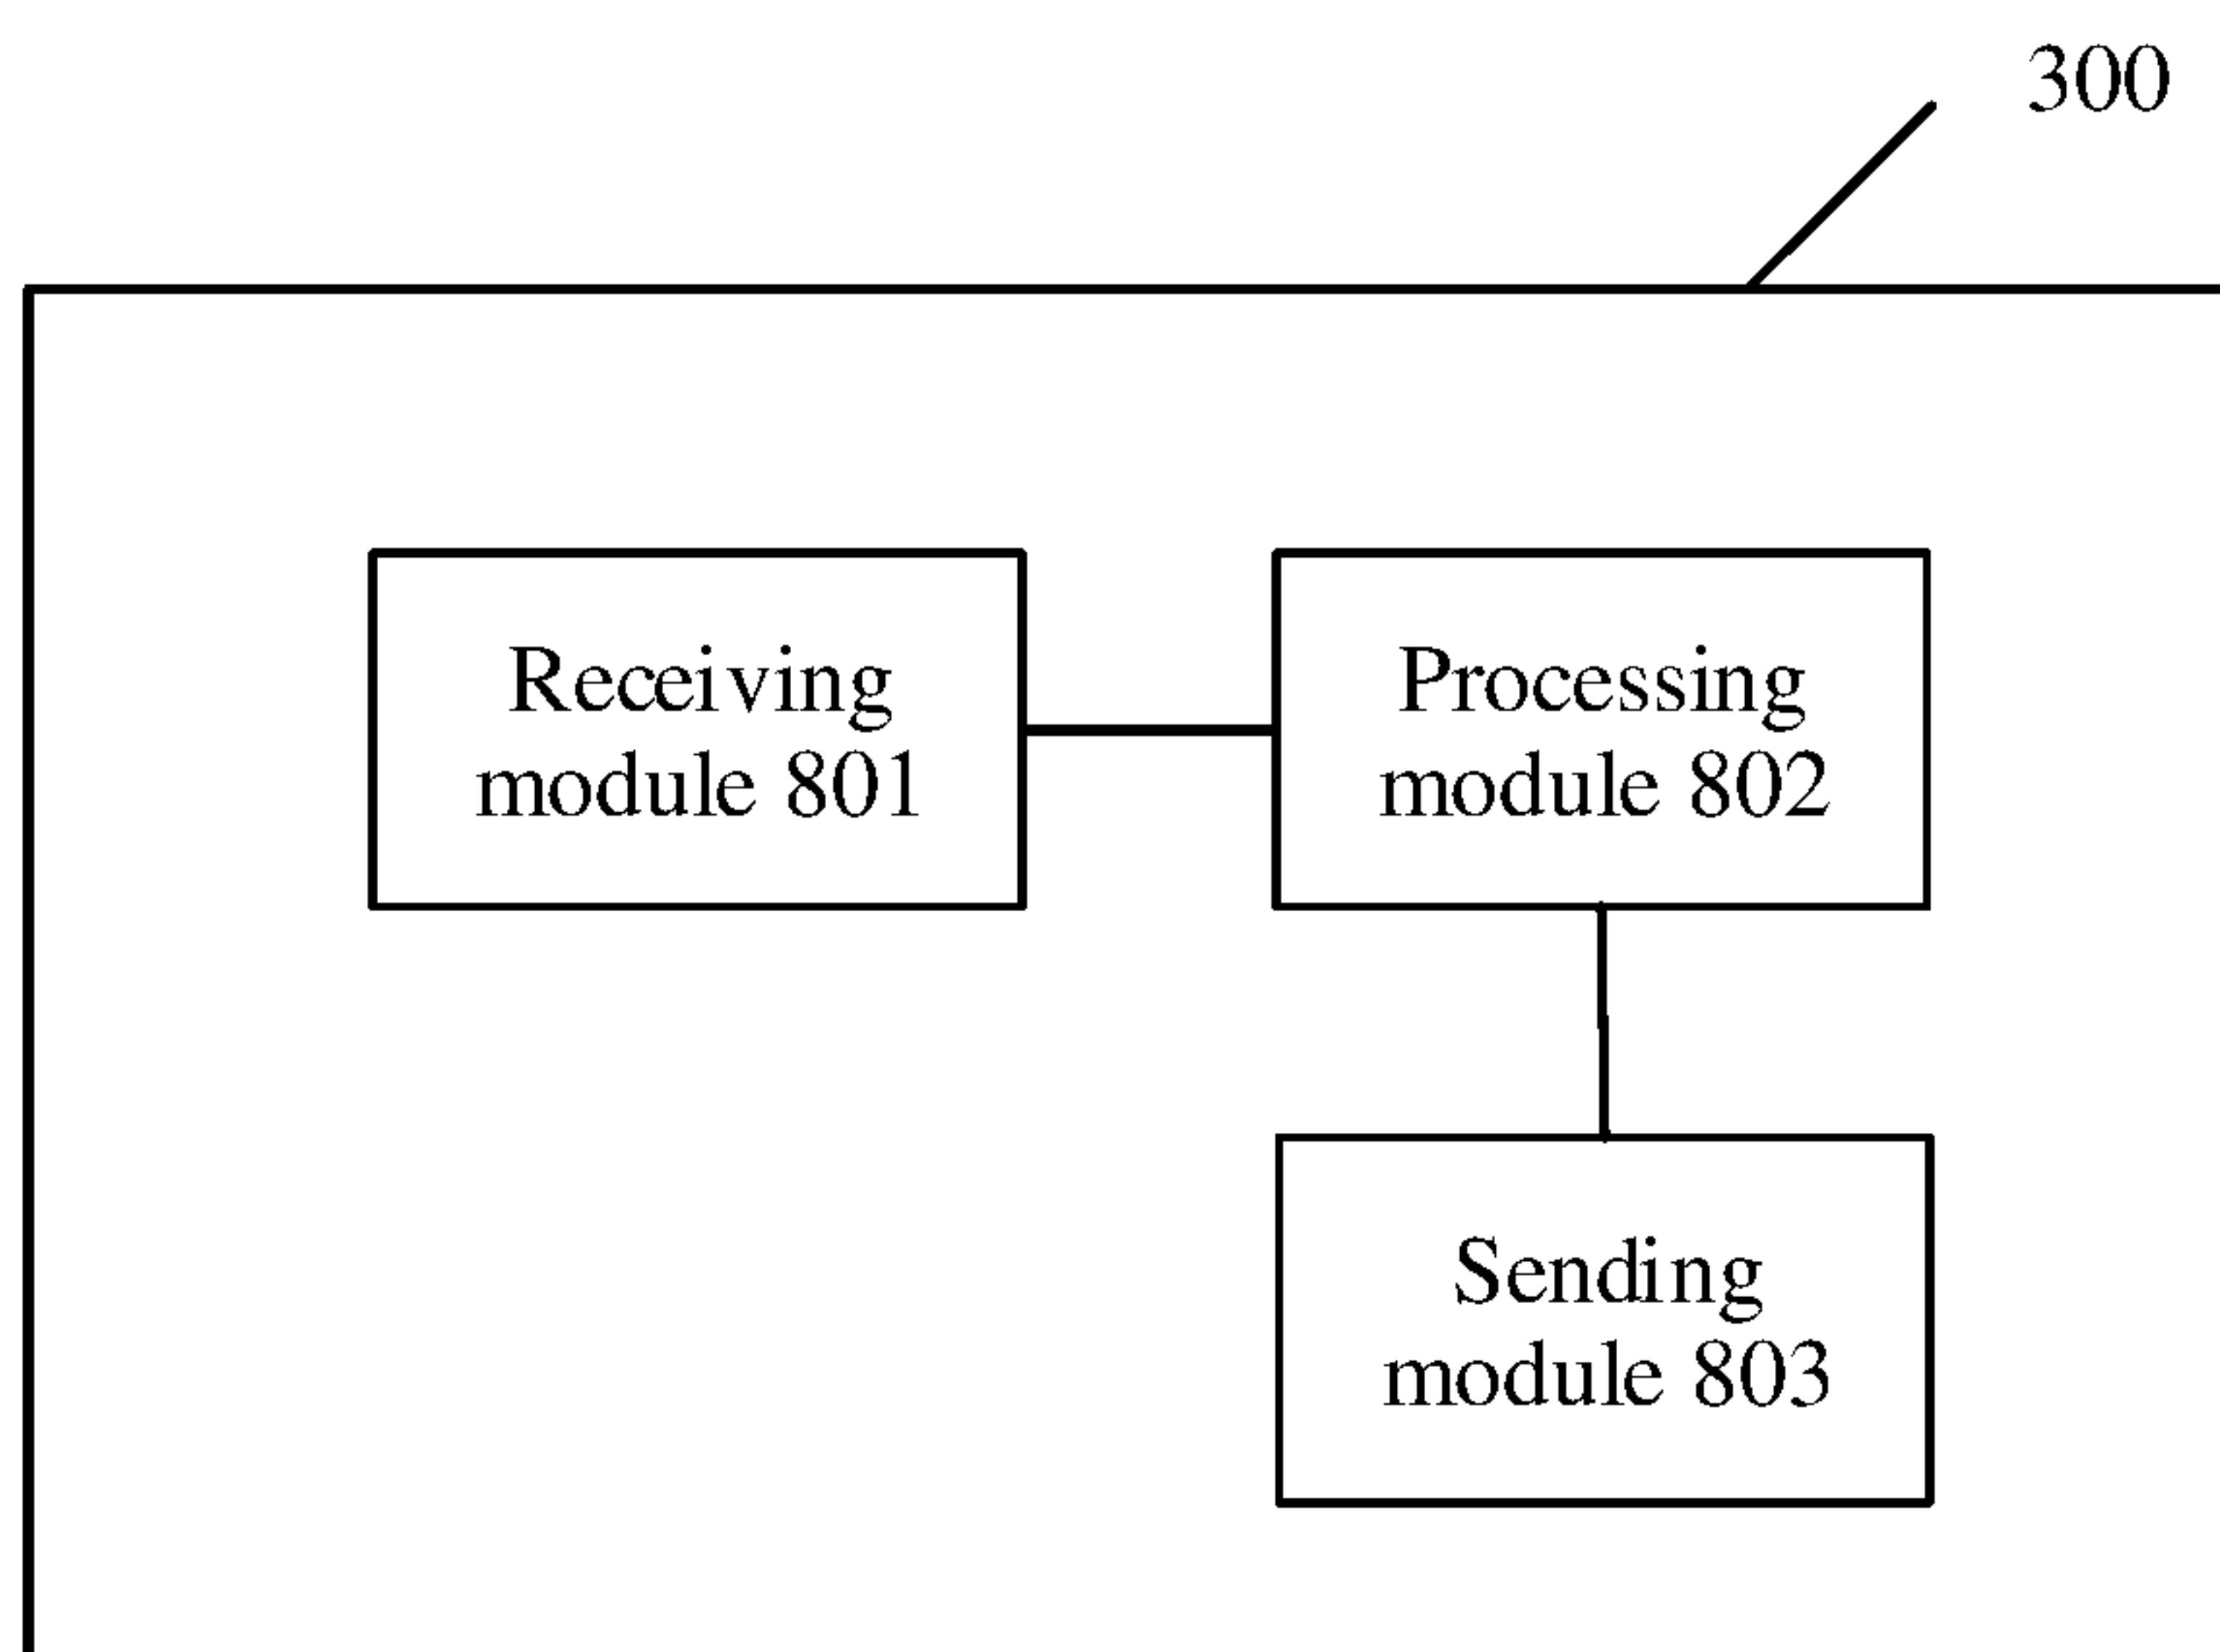 300
Receiving
module 801
Processing
module 802
Sending
module 803